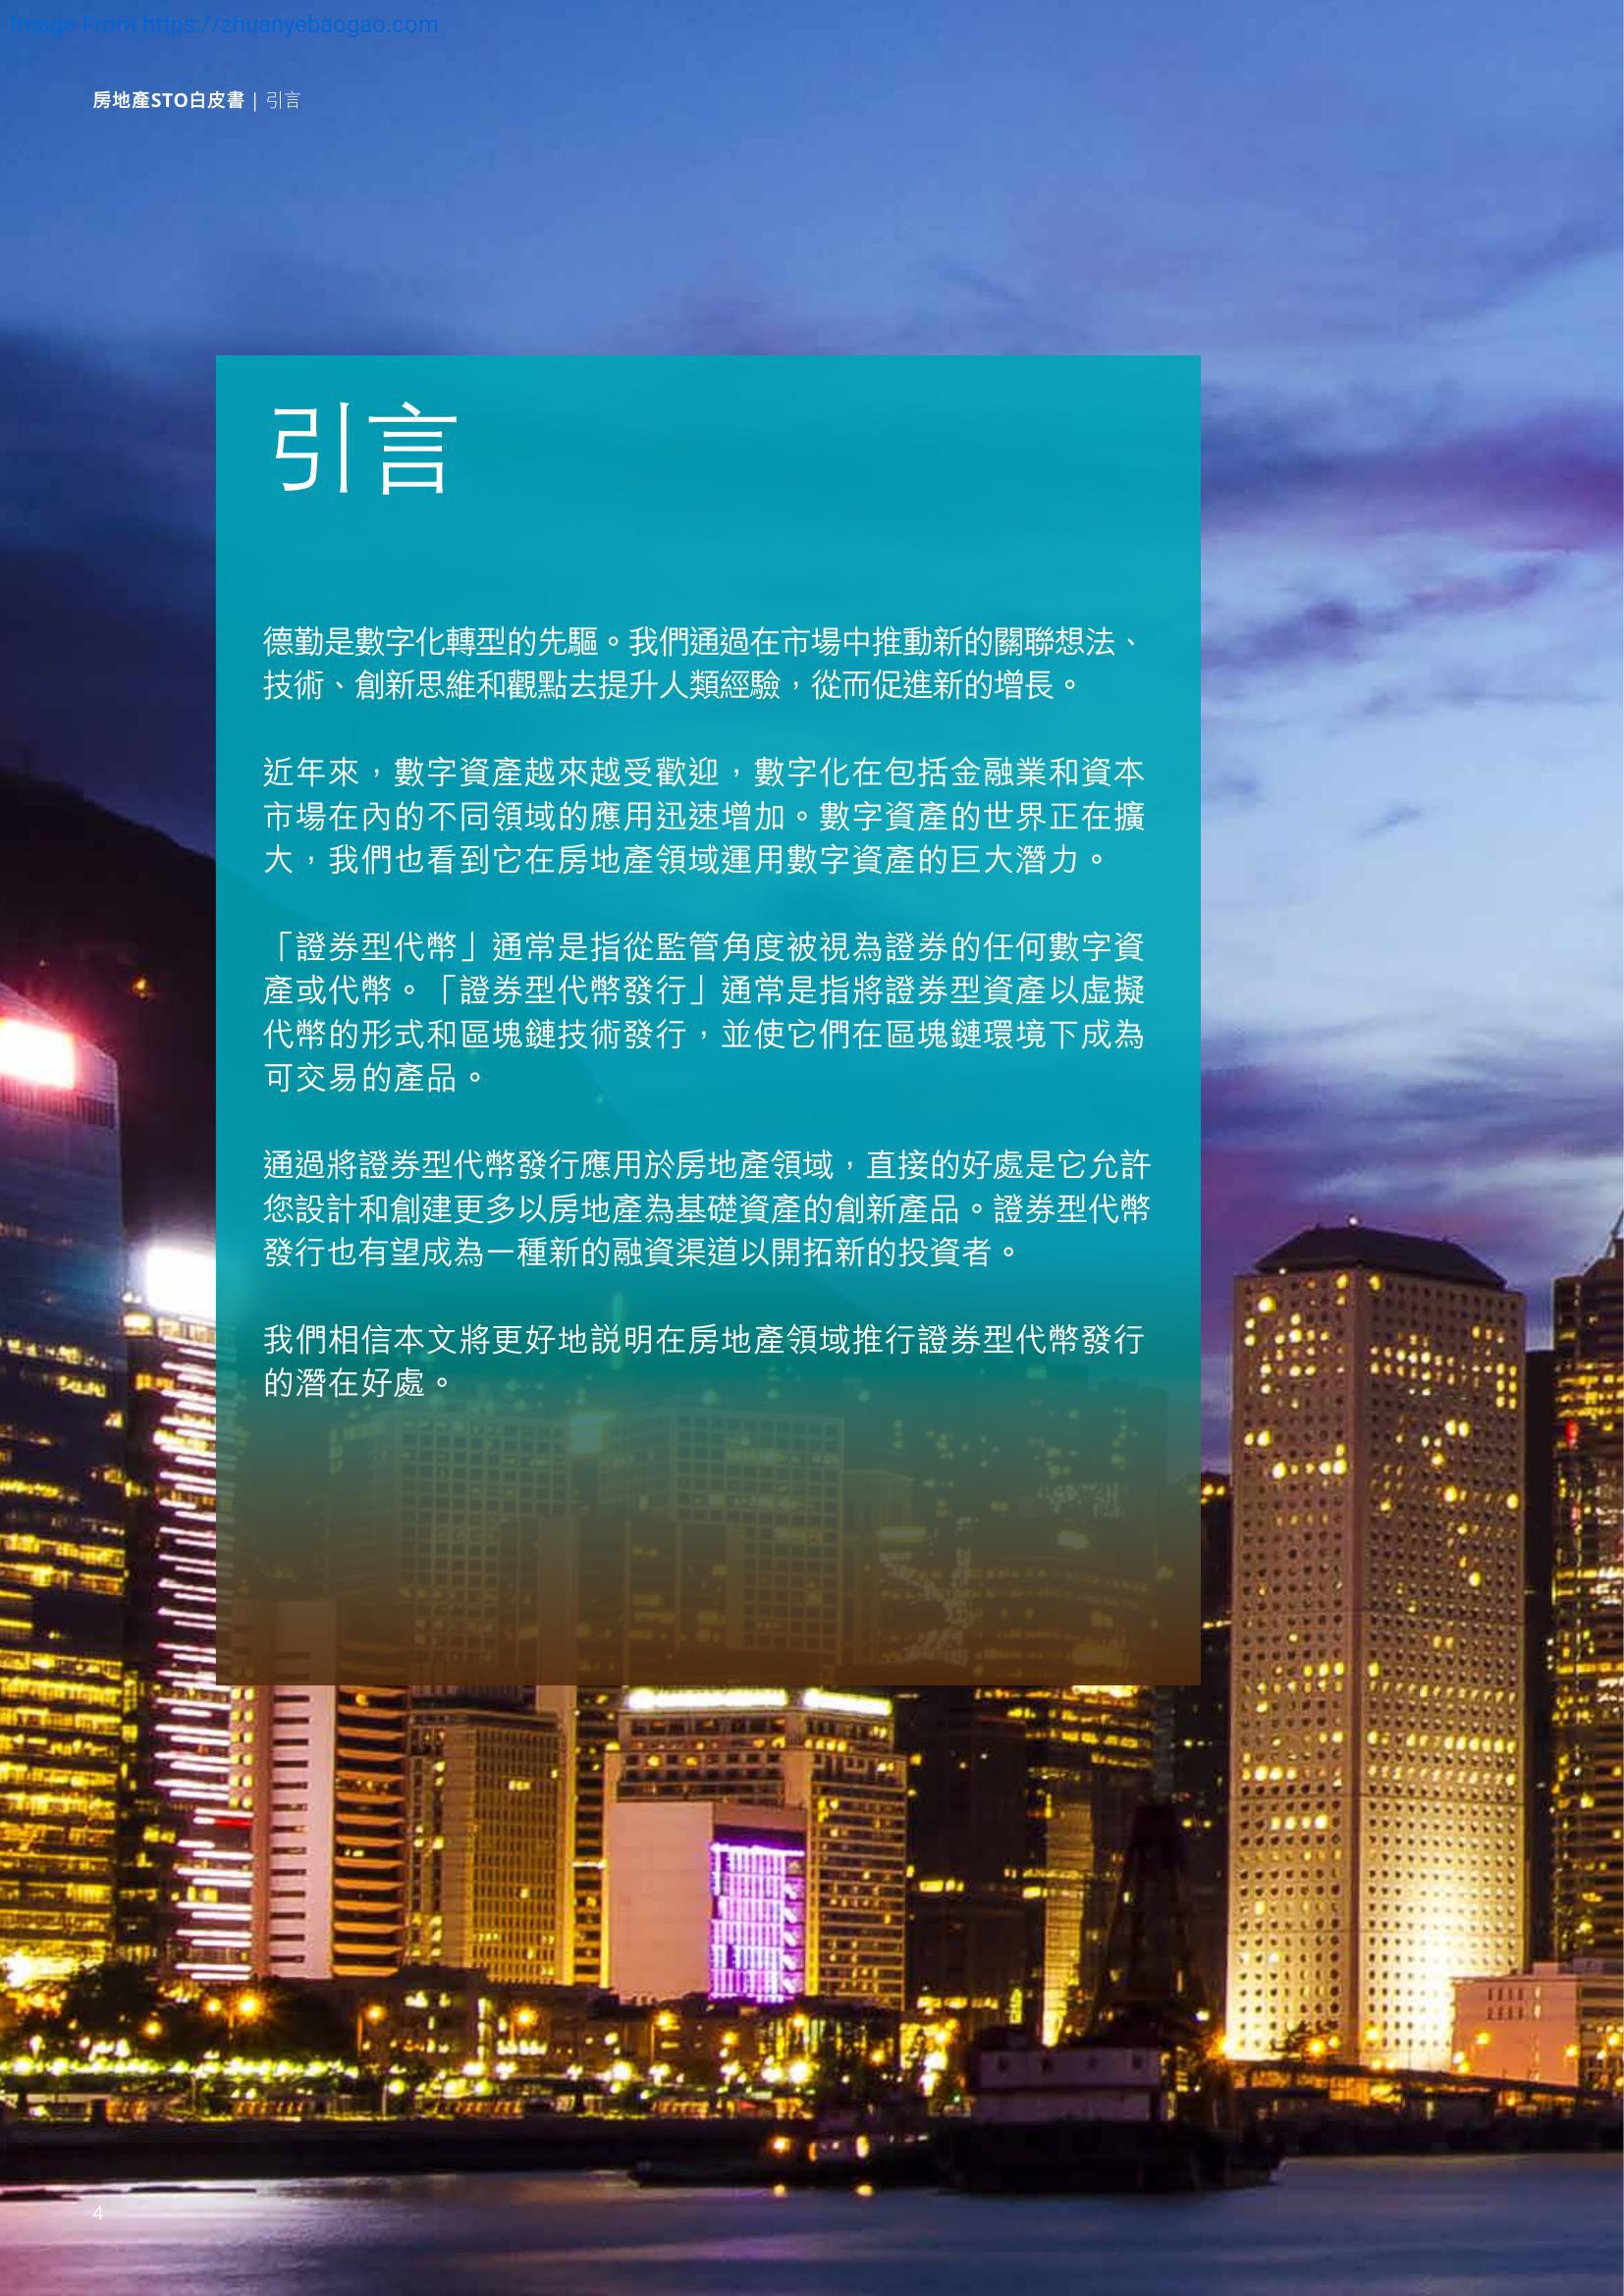 Image From https://zhuanyebaogao.com
房地產STO白皮書 | 引言
引言
德勤是數字化轉型的先驅。我們通過在市場中推動新的關聯想法、
技術、創新思維和觀點去提升人類經驗，從而促進新的增長。
近年來，數字資產越來越受歡迎，數字化在包括金融業和資本
市場在內的不同領域的應用迅速增加。數字資產的世界正在擴
大，我們也看到它在房地產領域運用數字資產的巨大潛力。
「證券型代幣」通常是指從監管角度被視為證券的任何數字資
產或代幣。「證券型代幣發行」通常是指將證券型資產以虛擬
代幣的形式和區塊鏈技術發行，並使它們在區塊鏈環境下成為
可交易的產品。
通過將證券型代幣發行應用於房地產領域，直接的好處是它允許
您設計和創建更多以房地產為基礎資產的創新產品。證券型代幣
發行也有望成為一種新的融資渠道以開拓新的投資者。
我們相信本文將更好地説明在房地產領域推行證券型代幣發行
的潛在好處。
4